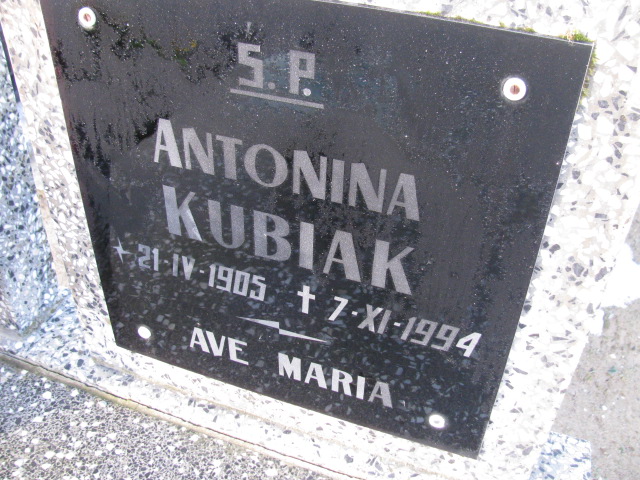 Ś. P.
ANTONINA
KUBIAK
21-IV-1905 † 7-XI-1994
AVE MARIA